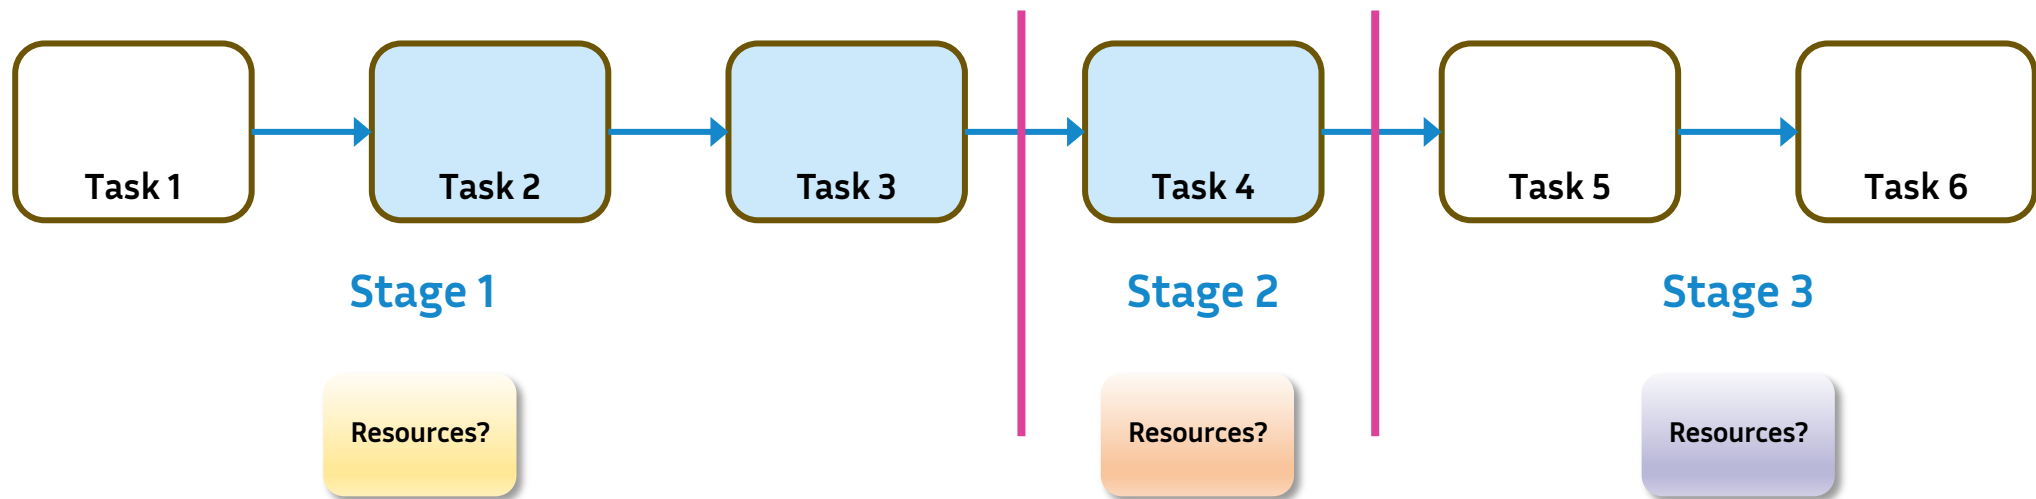 Task 1
Task 2
Task 3
Task 4
Task 5
Task 6
Stage 1
Stage 2
Stage 3
Resources?
Resources?
Resources?